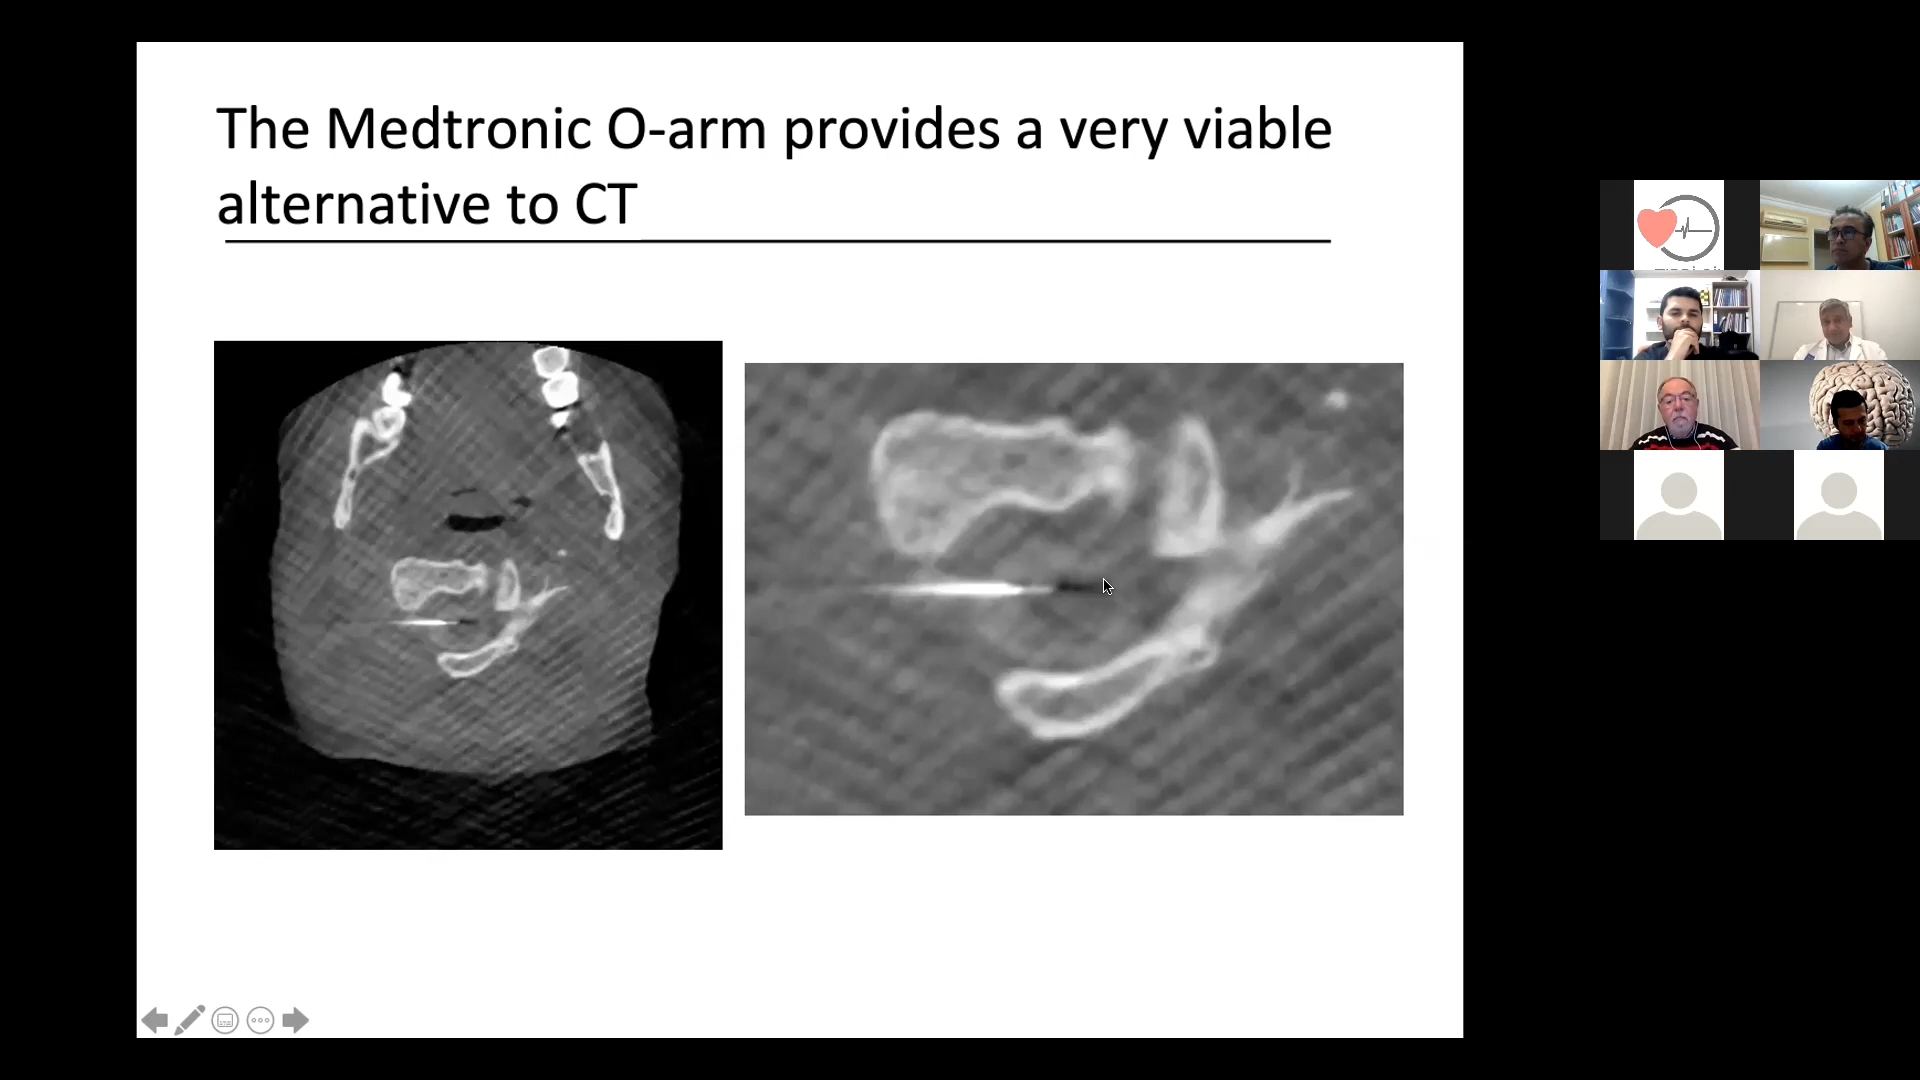 The Medtronic O-arm provides a very viable
alternative to CT